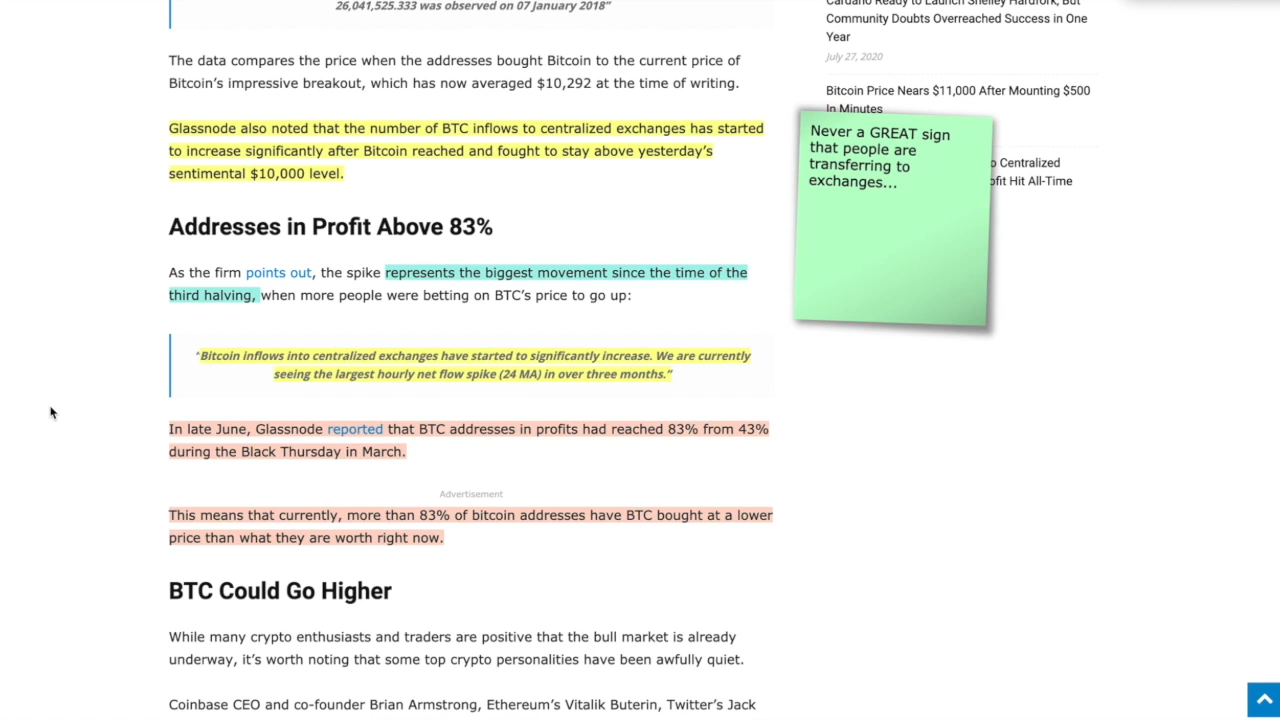 26,041,525.333 was observed on 07 January 2018”
The data compares the price when the addresses bought Bitcoin to the current price of
Bitcoin’s impressive breakout, which has now averaged $10,292 at the time of writing.
Glassnode also noted that the number of BTC inflows to centralized exchanges has started
to increase significantly after Bitcoin reached and fought to stay above yesterday’s
sentimental $10,000 level.
Addresses in Profit Above 83%
As the firm points out, the spike represents the biggest movement since the time of the
third halving, when more people were betting on BTC’s price to go up:
“Bitcoin inflows into centralized exchanges have started to significantly increase. We are currently
seeing the largest hourly net flow spike (24 MA) in over three months.”
In late June, Glassnode reported that BTC addresses in profits had reached 83% from 43%
during the Black Thursday in March.
Advertisement
This means that currently, more than 83% of bitcoin addresses have BTC bought at a lower
price than what they are worth right now.
BTC Could Go Higher
While many crypto enthusiasts and traders are positive that the bull market is already
underway, it’s worth noting that some top crypto personalities have been awfully quiet.
Coinbase CEO and co-founder Brian Armstrong, Ethereum’s Vitalik Buterin, Twitter’s Jack
Cardano Ready to Launch Shelley Hardfork, But
Community Doubts Overreached Success in One
Year
July 27, 2020
Bitcoin Price Nears $11,000 After Mounting $500
In Minutes
Never a GREAT sign
that people are
transferring to
exchanges...
Centralized
Hit All-Time